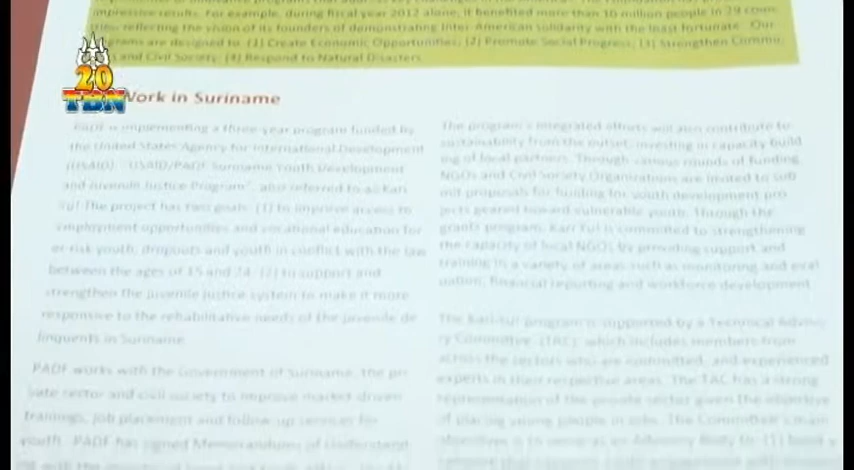 impressive results. For example, during fiscal year 2012 alone, it benefited more than 10 million people in 29 coun-
tries reflecting the vision of its founders of demonstrating Inter-American solidarity with the least fortunate. Our
programs are designed to: (1) Create Economic Opportunities; (2) Promote Social Progress; (3) Strengthen Commu-
and Civil Society; (4) Respond to Natural Disasters.
20
TBN
Work in Suriname
PADF is implementing a three-year program funded by
the United States Agency for International Development
(USAID) - USAID/PADF Suriname Youth Development
and Juvenile Justice Program", also referred to as Kari
Yu! The project has two goals: (1) to improve access to
employment opportunities and vocational education for
at-risk youth, dropouts and youth in conflict with the law
between the ages of 15 and 24. (2) to support and
strengthen the juvenile justice system to make it more
responsive to the rehabilitative needs of the juvenile de-
linquents in Suriname.
PADF works with the Government of Suriname, the pri-
vate sector and civil society to improve market-driven
trainings, job placement and follow-up services for
youth. PADF has signed Memorandums of Understand-
The program's integrated efforts will also contribute to
sustainability from the outset, investing in capacity build-
ing of local partners. Through various rounds of funding,
NGOs and Civil Society Organizations are invited to sub-
mit proposals for funding for youth development pro-
jects geared toward vulnerable youth. Through the
grants program, Kari Yu! is committed to strengthening
the capacity of local NGOs by providing support and
training in a variety of areas such as monitoring and eval-
uation, financial reporting and workforce development.
The Kari Yu! program is supported by a Technical Adviso-
ry Committee (TAC), which includes members from
across the sectors who are committed, and experienced
experts in their respective areas. The TAC has a strong
representation of the private sector given the objective
of placing young people in jobs. The Committee's main
objectives is to serve as an Advisory Body to: (1)